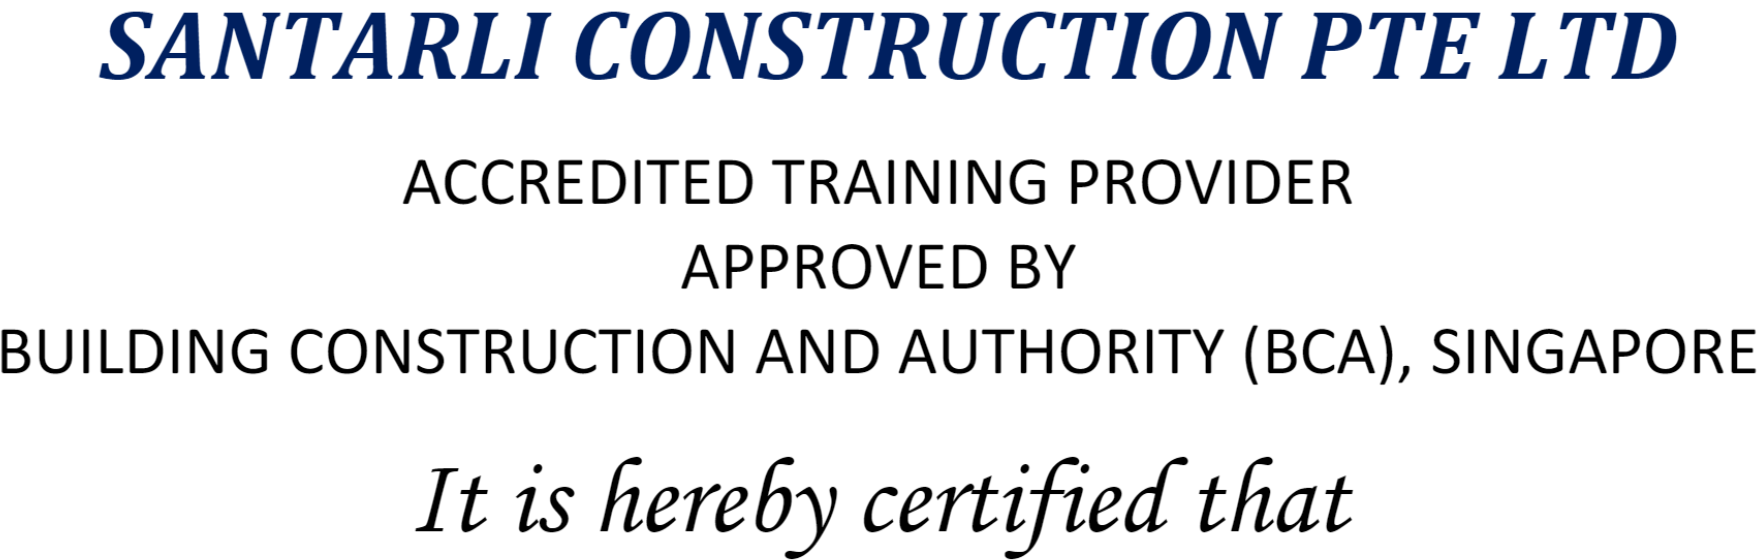 SANTARLI CONSTRUCTION PTE LTD
ACCREDITED TRAINING PROVIDER
APPROVED BY
BUILDING CONSTRUCTION AND AUTHORITY (BCA), SINGAPORE
It is hereby certified that